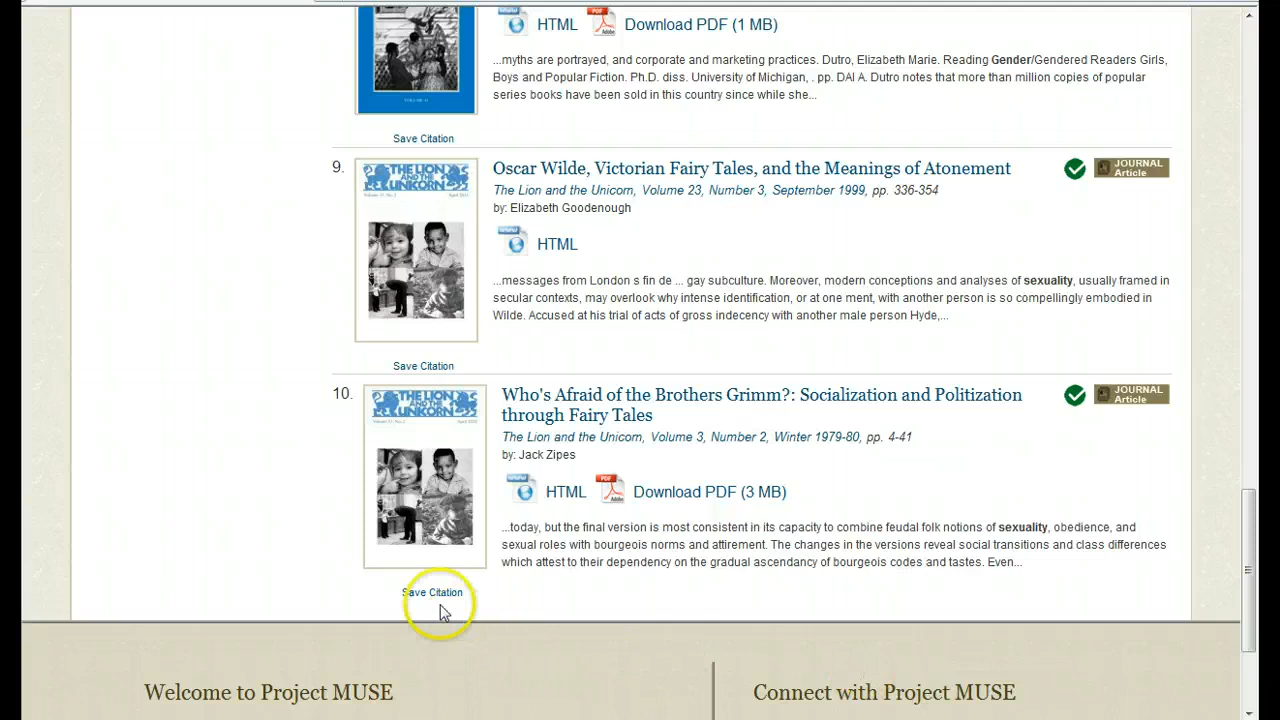 HTML Download PDF (1 MB)
...myths are portrayed, and corporate and marketing practices. Dutro, Elizabeth Marie. Reading Gender/Gendered Readers Girls,
Boys and Popular Fiction. Ph.D. diss. University of Michigan, . pp. DAI A. Dutro notes that more than million copies of popular
series books have been sold in this country since while she...
Save Citation
9.
THE LION
AND THE
UNICORN
Oscar Wilde, Victorian Fairy Tales, and the Meanings of Atonement
JOURNAL
Article
The Lion and the Unicorn, Volume 23, Number 3, September 1999, pp. 336-354
by: Elizabeth Goodenough
HTML
...messages from London s fin de ... gay subculture. Moreover, modern conceptions and analyses of sexuality, usually framed in
secular contexts, may overlook why intense identification, or at one ment, with another person is so compellingly embodied in
Wilde. Accused at his trial of acts of gross indecency with another male person Hyde,...
Save Citation
10.
THE LION
AND THE
UNICORN
Who's Afraid of the Brothers Grimm?: Socialization and Politization
through Fairy Tales
JOURNAL
Article
The Lion and the Unicorn, Volume 3, Number 2, Winter 1979-80, pp. 4-41
by: Jack Zipes
HTML Download PDF (3 MB)
...today, but the final version is most consistent in its capacity to combine feudal folk notions of sexuality, obedience, and
sexual roles with bourgeois norms and attirement. The changes in the versions reveal social transitions and class differences
which attest to their dependency on the gradual ascendancy of bourgeois codes and tastes. Even...
Save Citation
Welcome to Project MUSE
Connect with Project MUSE